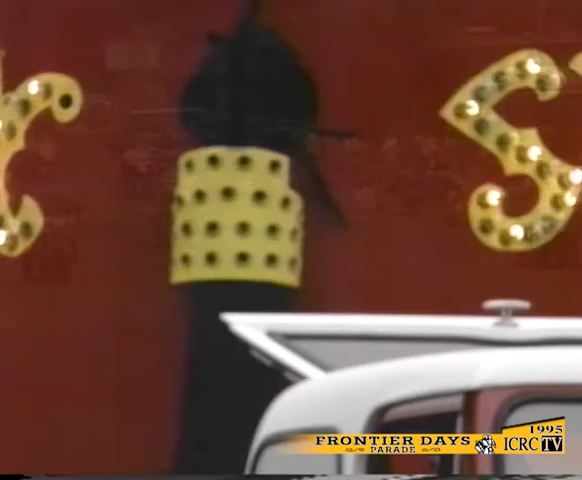 S
1995
FRONTIER DAYS
PARADE
ICRC TV